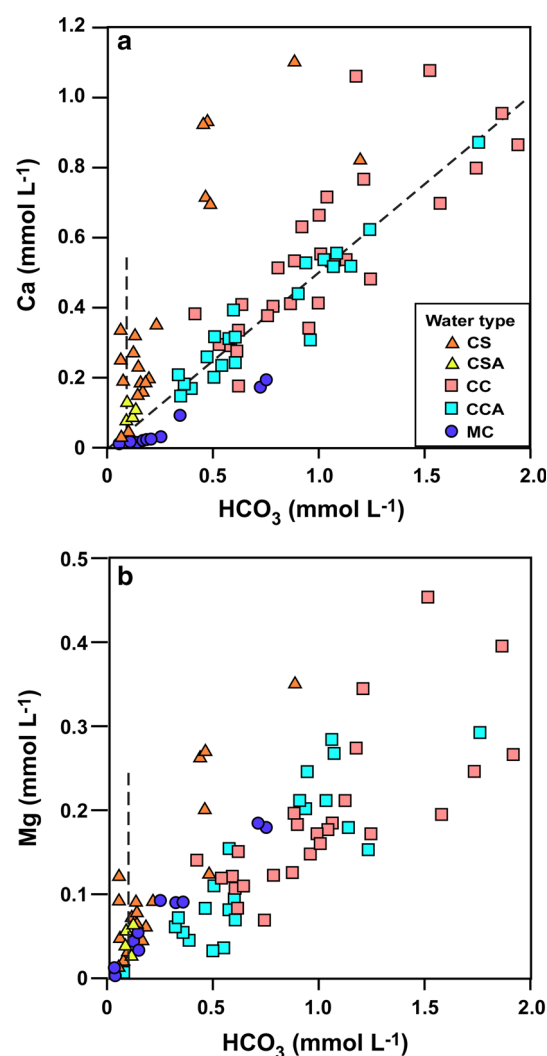 a
1.2
1.0
0.8
0.6
0.4
0.2
0
Ca (mmol L-1)
Water type
CS
CSA
CC
CCA
MC
0 0.5 1.0 1.5 2.0
HCO3 (mmol L-1)
b
0.5
0.4
0.3
0.2
0.1
0
Mg (mmol L-1)
0 0.5 1.0 1.5 2.0
HCO3 (mmol L-1)